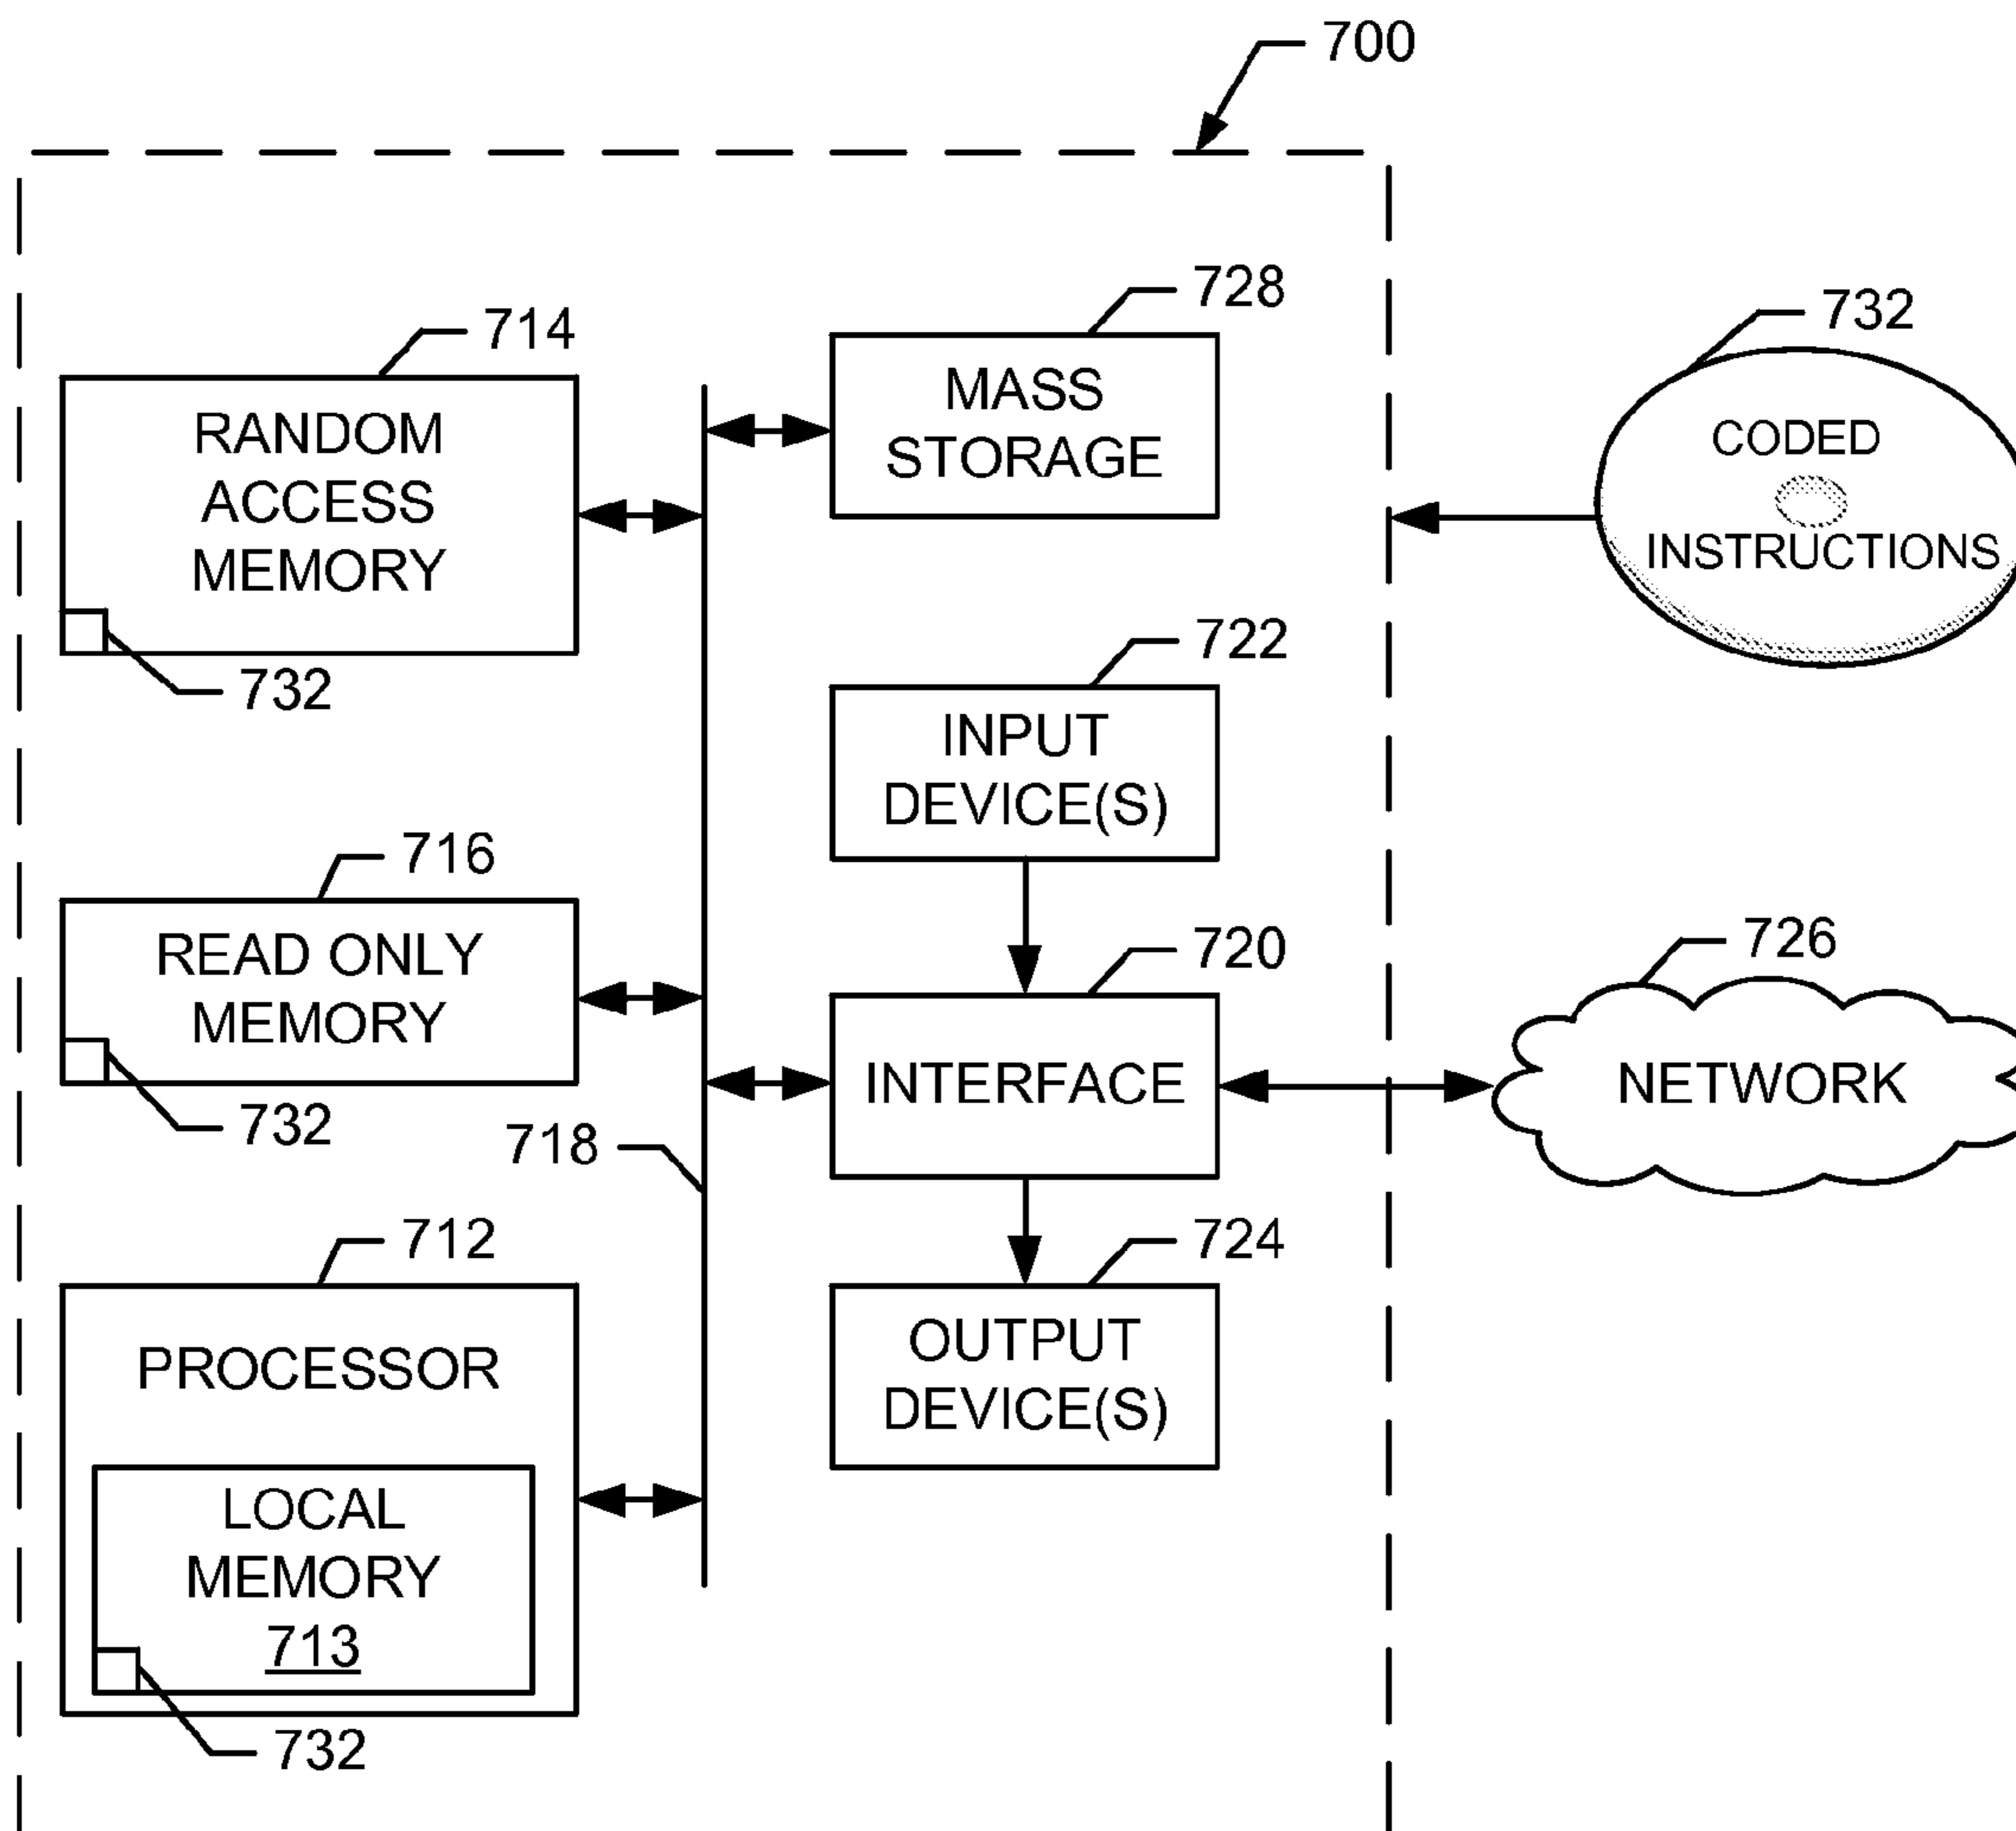 700
728
MASS
STORAGE
714
RANDOM
ACCESS
MEMORY
732
732
CODED
INSTRUCTIONS
722
INPUT
DEVICE(S)
716
READ ONLY
MEMORY
732
720
INTERFACE
726
NETWORK
718
712
PROCESSOR
LOCAL
MEMORY
713
732
724
OUTPUT
DEVICE(S)